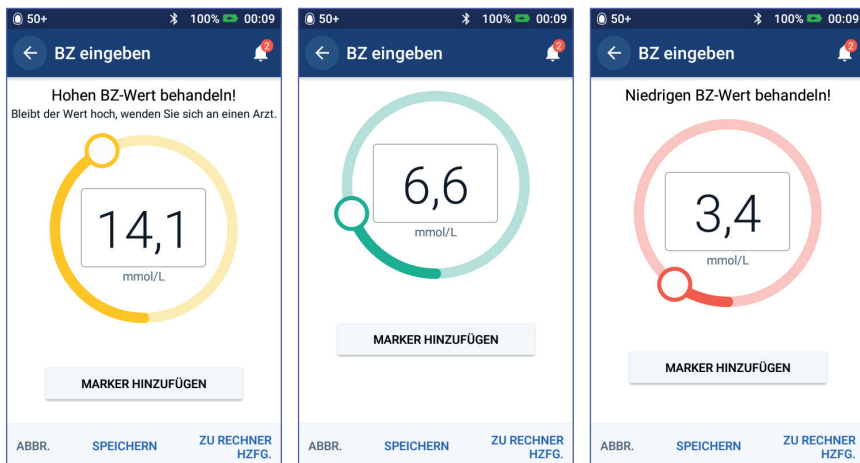 50+
100%
00:09
BZ eingeben
2
Hohen BZ-Wert behandeln!
Bleibt der Wert hoch, wenden Sie sich an einen Arzt.
14,1
mmol/L
MARKER HINZUFÜGEN
ABBR.
SPEICHERN
ZU RECHNER
HZFG.
50+
100%
00:09
BZ eingeben
2
6,6
mmol/L
MARKER HINZUFÜGEN
ABBR.
SPEICHERN
ZU RECHNER
HZFG.
50+
100%
00:09
BZ eingeben
2
Niedrigen BZ-Wert behandeln!
3,4
mmol/L
MARKER HINZUFÜGEN
ABBR.
SPEICHERN
ZU RECHNER
HZFG.